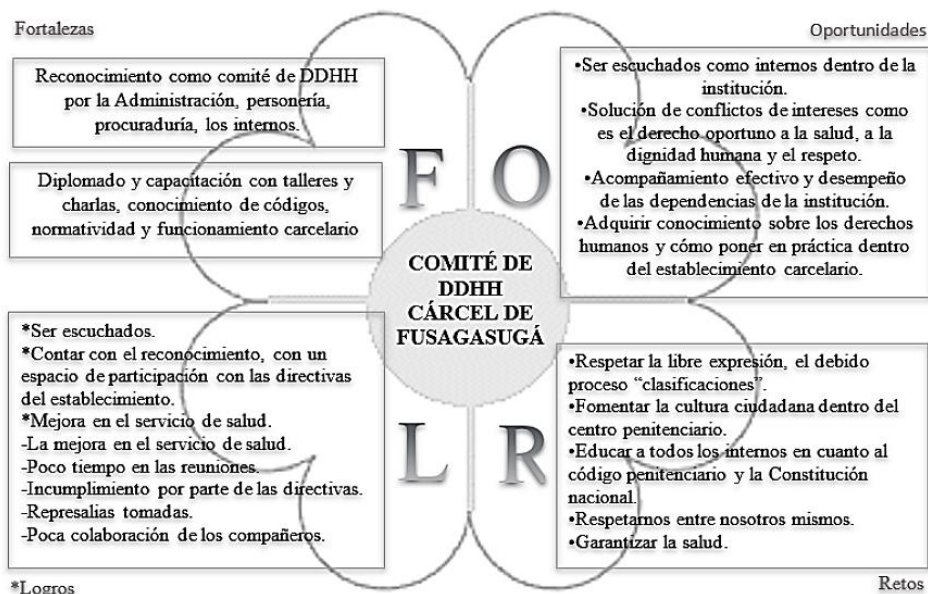 Fortalezas
Oportunidades
Reconocimiento como comité de DDHH
por la Administración, personería,
procuraduría, los internos.
Diplomado y capacitación con talleres y
charlas, conocimiento de códigos,
normatividad y funcionamiento carcelario
•Ser escuchados como internos dentro de la
institución.
•Solución de conflictos de intereses como
es el derecho oportuno a la salud, a la
dignidad humana y el respeto.
•Acompañamiento efectivo y desempeño
de las dependencias de la institución.
•Adquirir conocimiento sobre los derechos
humanos y cómo poner en práctica dentro
del establecimiento carcelario.
F O
COMITÉ DE
DDHH
CÁRCEL DE
FUSAGASUGÁ
L R
*Ser escuchados.
*Contar con el reconocimiento, con un
espacio de participación con las directivas
del establecimiento.
*Mejora en el servicio de salud.
-La mejora en el servicio de salud.
-Poco tiempo en las reuniones.
-Incumplimiento por parte de las directivas.
-Represalias tomadas.
-Poca colaboración de los compañeros.
•Respetar la libre expresión, el debido
proceso “clasificaciones”.
•Fomentar la cultura ciudadana dentro del
centro penitenciario.
•Educar a todos los internos en cuanto al
código penitenciario y la Constitución
nacional.
•Respetarnos entre nosotros mismos.
•Garantizar la salud.
*Logros
Retos